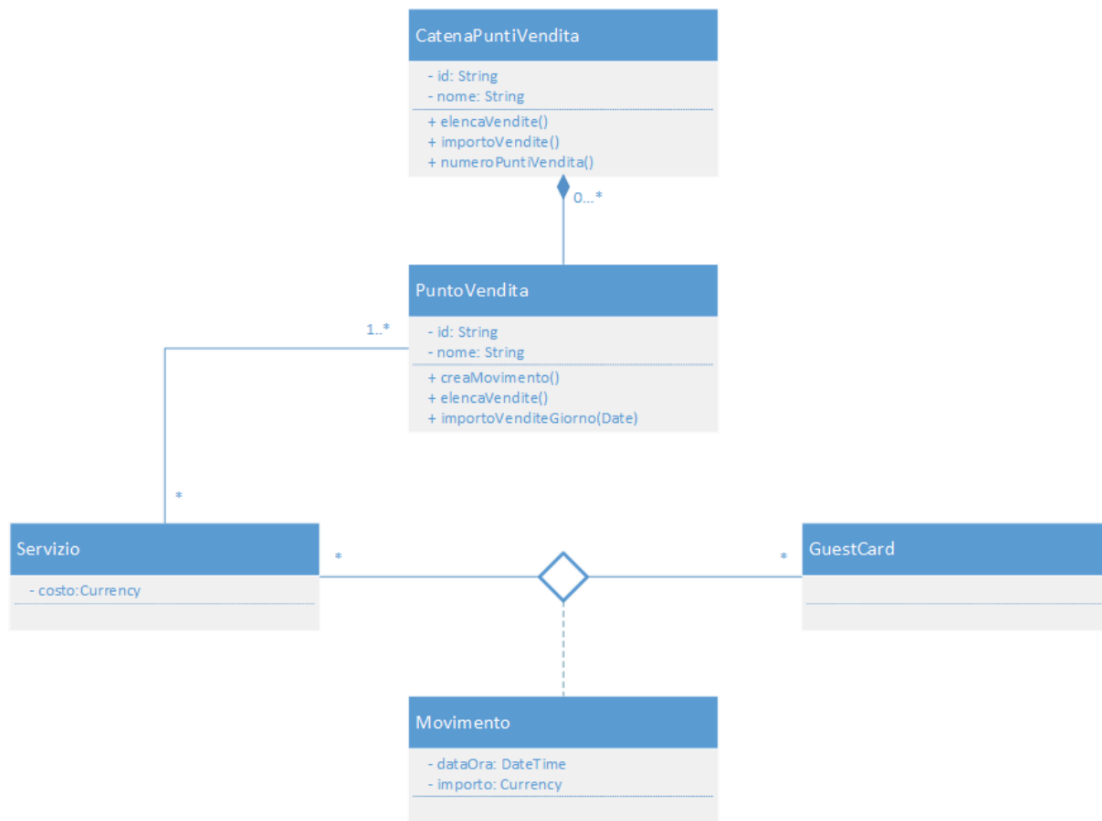 CatenaPuntiVendita
- id: String
- nome: String
+ elencaVendite()
+ importoVendite()
+ numeroPuntiVendita()
0...*
PuntoVendita
1..*
- id: String
- nome: String
+ creaMovimento()
+ elencaVendite()
+ importoVenditeGiorno(Date)
*
Servizio
*
*
GuestCard
- costo:Currency
Movimento
- dataOra: DateTime
- importo: Currency